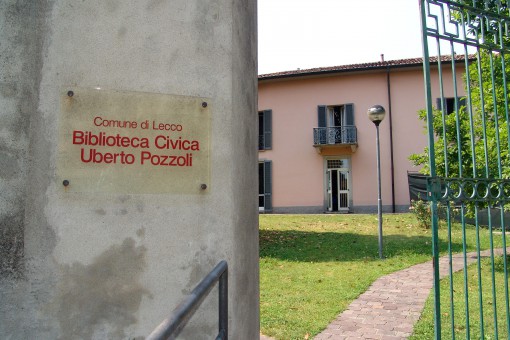 Comune di Lecco
Biblioteca Civica
Uberto Pozzoli